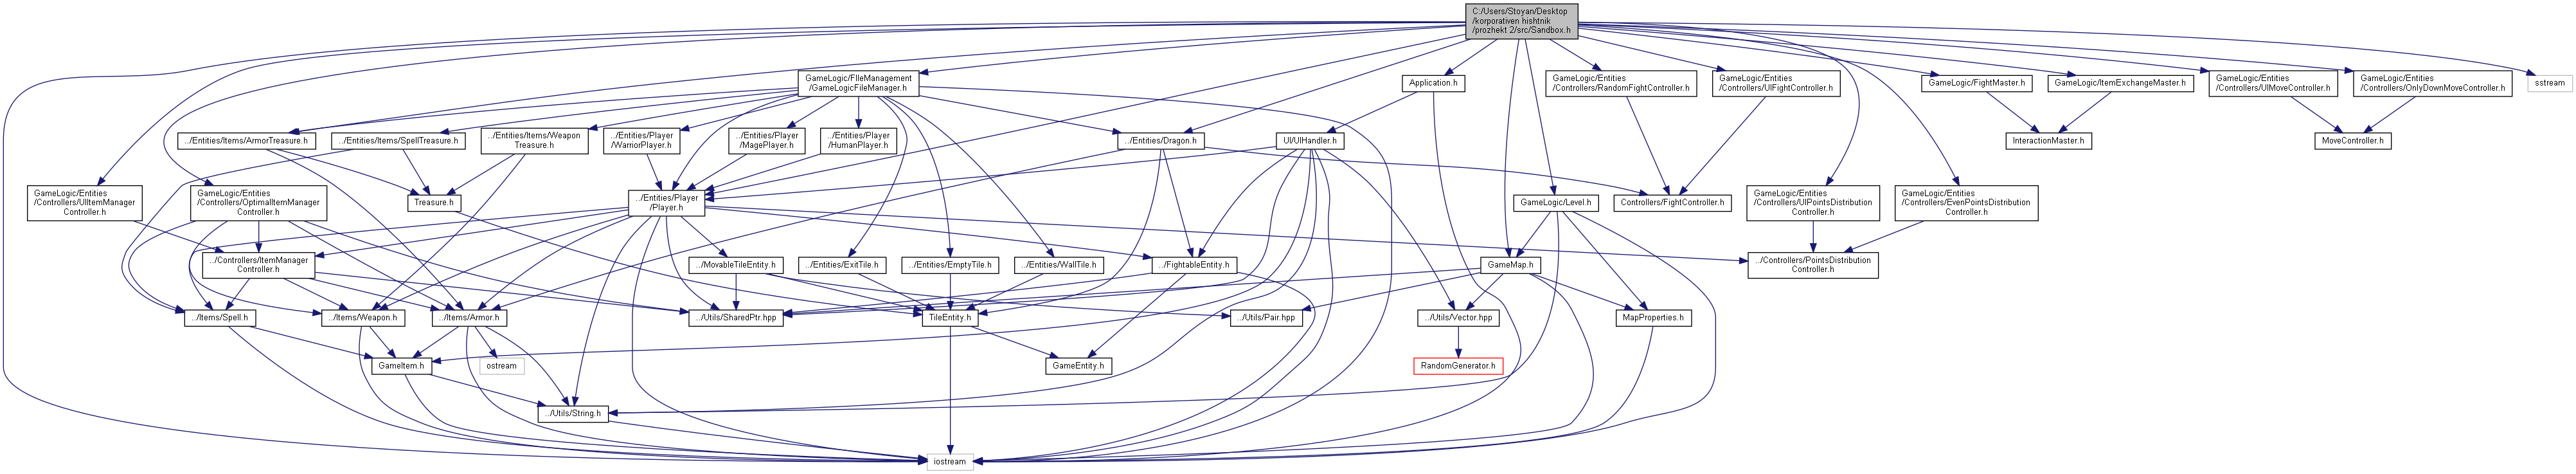 C:/Users/Stoyan/Desktop
/korporativen hishtnik
/prozhekt 2/src/Sandbox.h
GameLogic/FIleManagement
/GameLogicFileManager.h
Application.h
GameLogic/Entities
/Controllers/RandomFightController.h
GameLogic/Entities
/Controllers/UIFightController.h
GameLogic/FightMaster.h
GameLogic/ItemExchangeMaster.h
GameLogic/Entities
/Controllers/UIMoveController.h
GameLogic/Entities
/Controllers/OnlyDownMoveController.h
sstream
../Entities/Items/ArmorTreasure.h
../Entities/Items/SpellTreasure.h
../Entities/Items/Weapon
Treasure.h
../Entities/Player
/WarriorPlayer.h
../Entities/Player
/MagePlayer.h
../Entities/Player
/HumanPlayer.h
../Entities/Dragon.h
UI/UIHandler.h
InteractionMaster.h
MoveController.h
GameLogic/Entities
/Controllers/UIItemManager
Controller.h
GameLogic/Entities
/Controllers/OptimalItemManager
Controller.h
Treasure.h
../Entities/Player
/Player.h
Controllers/FightController.h
GameLogic/Level.h
GameLogic/Entities
/Controllers/UIPointsDistribution
Controller.h
GameLogic/Entities
/Controllers/EvenPointsDistribution
Controller.h
../Controllers/ItemManager
Controller.h
../MovableTileEntity.h
../Entities/ExitTile.h
../Entities/EmptyTile.h
../Entities/WallTile.h
../FightableEntity.h
GameMap.h
../Controllers/PointsDistribution
Controller.h
../Items/Spell.h
../Items/Weapon.h
../Items/Armor.h
../Utils/SharedPtr.hpp
TileEntity.h
../Utils/Pair.hpp
../Utils/Vector.hpp
MapProperties.h
GameItem.h
ostream
GameEntity.h
RandomGenerator.h
../Utils/String.h
iostream